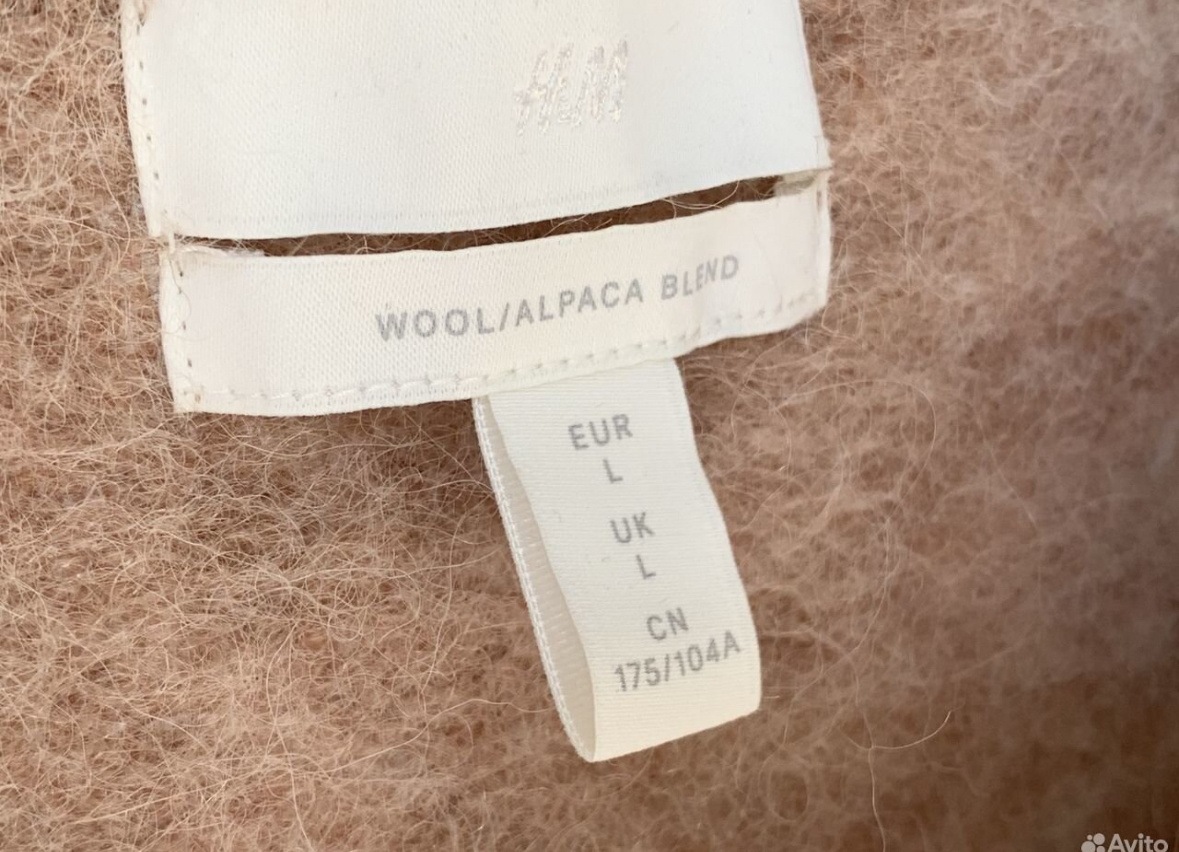 H&M
WOOL/ALPACA BLEND
EUR
L
UK
L
CN
175/104A
Avito